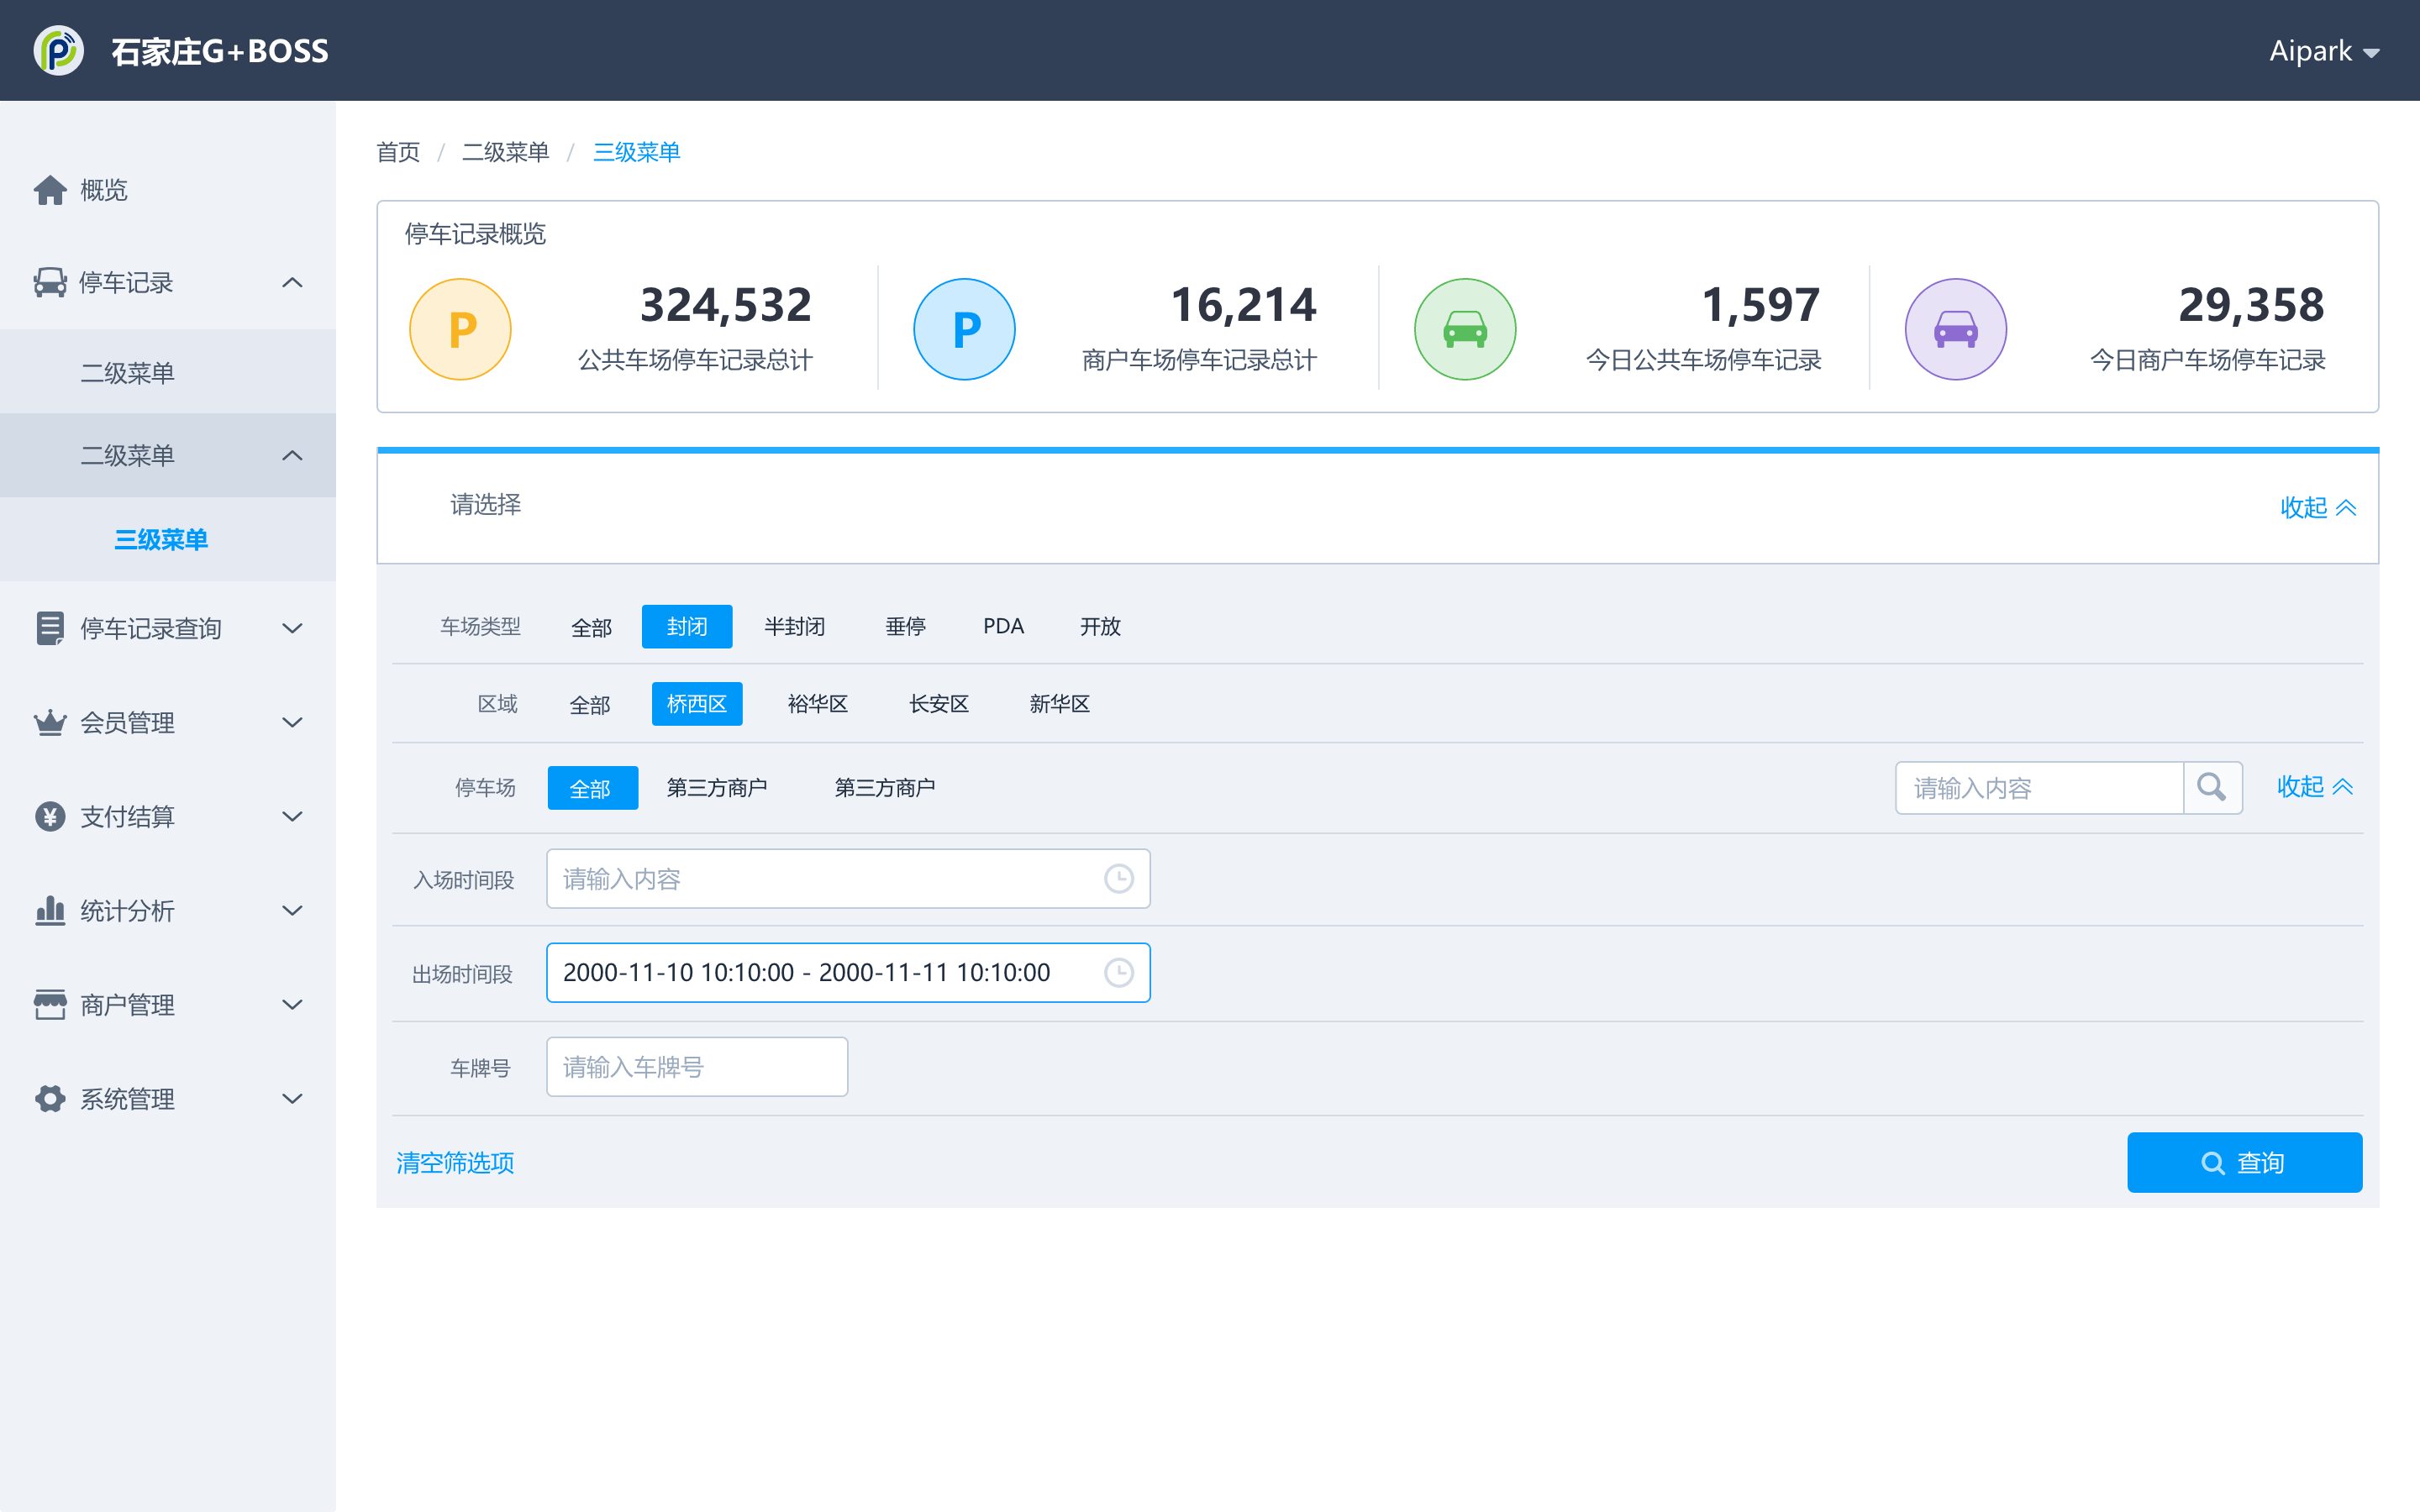 石家庄G+BOSS
Aipark
概览
停车记录
二级菜单
二级菜单
三级菜单
停车记录查询
会员管理
支付结算
统计分析
商户管理
系统管理
首页 / 二级菜单 / 三级菜单
停车记录概览
P
324,532
公共车场停车记录总计
P
16,214
商户车场停车记录总计
1,597
今日公共车场停车记录
29,358
今日商户车场停车记录
请选择
收起
车场类型 全部 封闭 半封闭 垂停 PDA 开放
区域 全部 桥西区 裕华区 长安区 新华区
停车场 全部 第三方商户 第三方商户 请输入内容 收起
入场时间段 请输入内容
出场时间段 2000-11-10 10:10:00 - 2000-11-11 10:10:00
车牌号 请输入车牌号
清空筛选项
查询